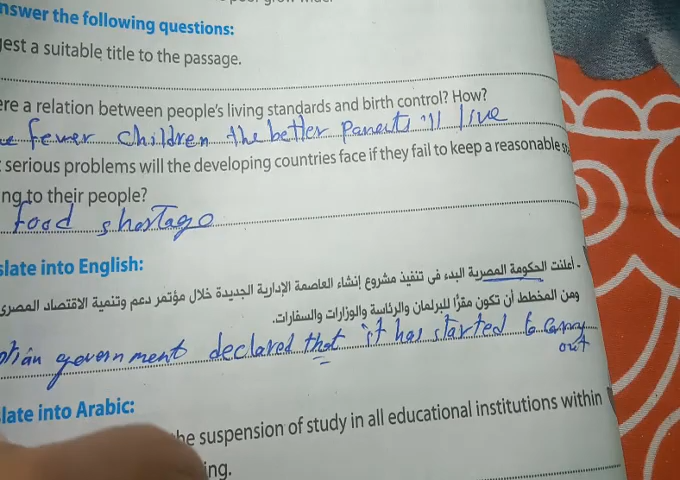 nswer the following questions:
est a suitable title to the passage.
ere a relation between people's living standards and birth control? How?
fewer children the better parents 'll live
serious problems will the developing countries face if they fail to keep a reasonable
ng to their people?
food shortage
slate into English:
- أعلنت الحكومة المصرية البدء في تنفيذ مشروع إنشاء العاصمة الإدارية الجديدة خلال مؤتمر دعم وتنمية الاقتصاد المصرى
ومن المخطط أن تكون مقرًا للبرلمان والرئاسة والوزارات والسفارات.
ptian government declared that it has started to carry
out
late into Arabic:
he suspension of study in all educational institutions within
ing.